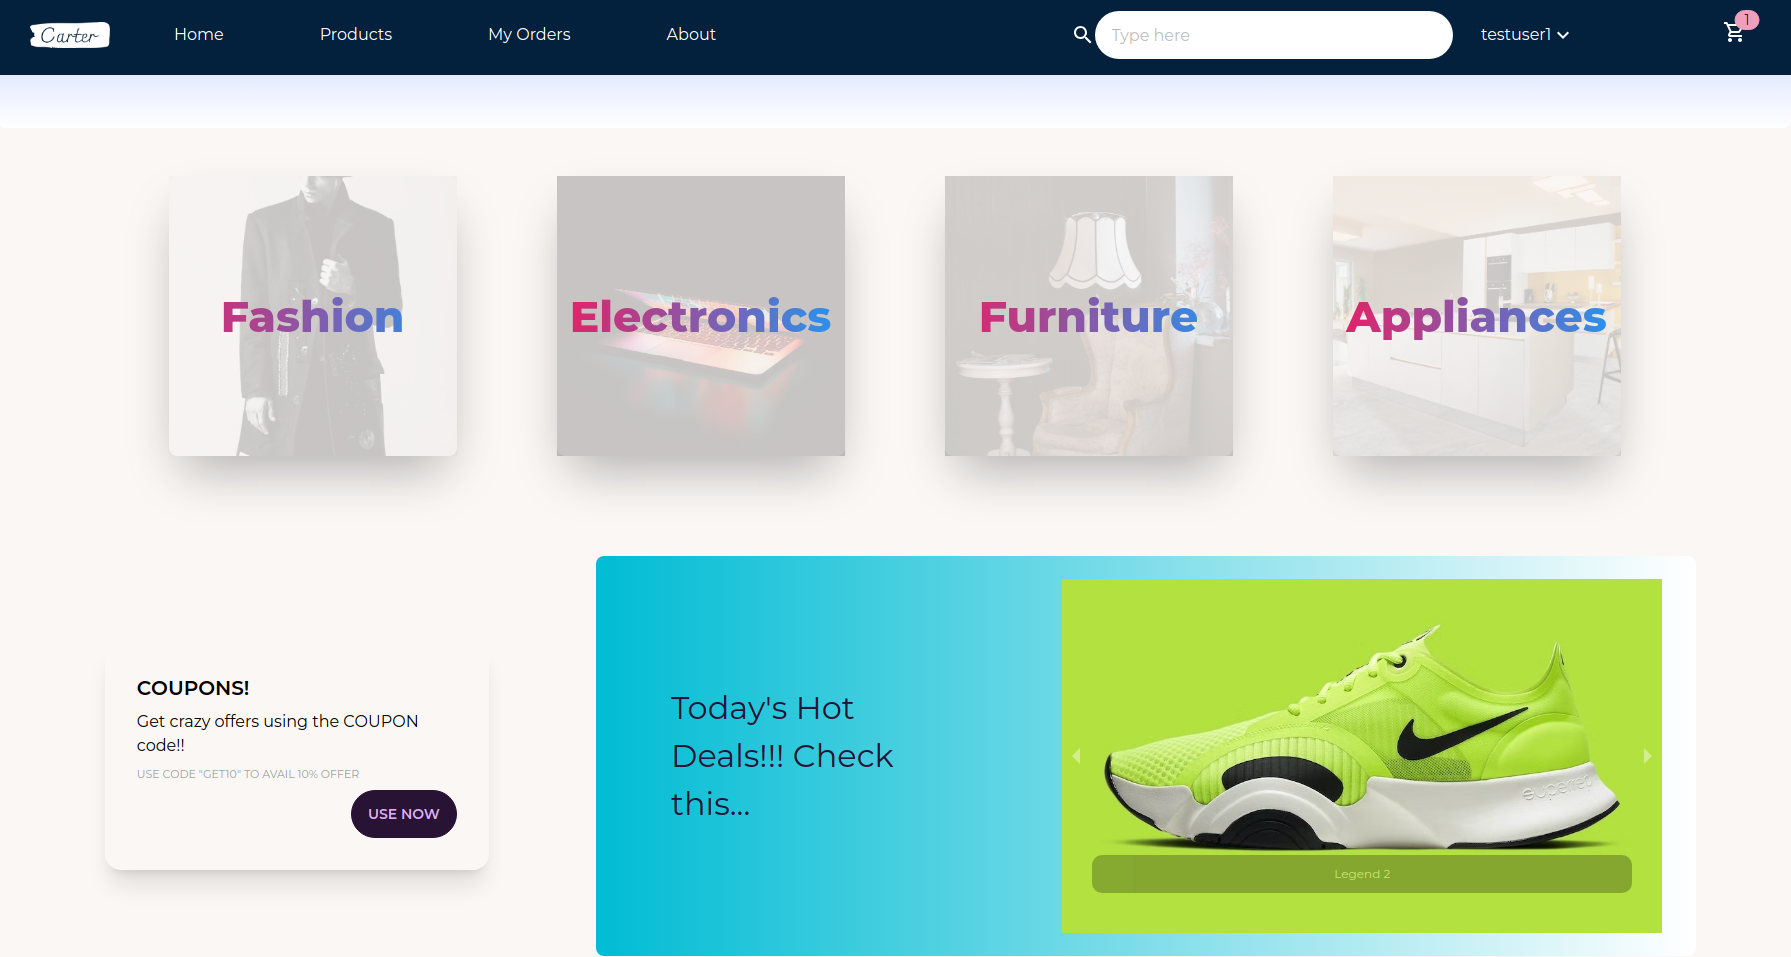 Carter
Home
Products
My Orders
About
Type here
testuser1
1
Fashion
Electronics
Furniture
Appliances
COUPONS!
Get crazy offers using the COUPON
code!!
USE CODE "GET10" TO AVAIL 10% OFFER
USE NOW
Today's Hot
Deals!!! Check
this...
Legend 2